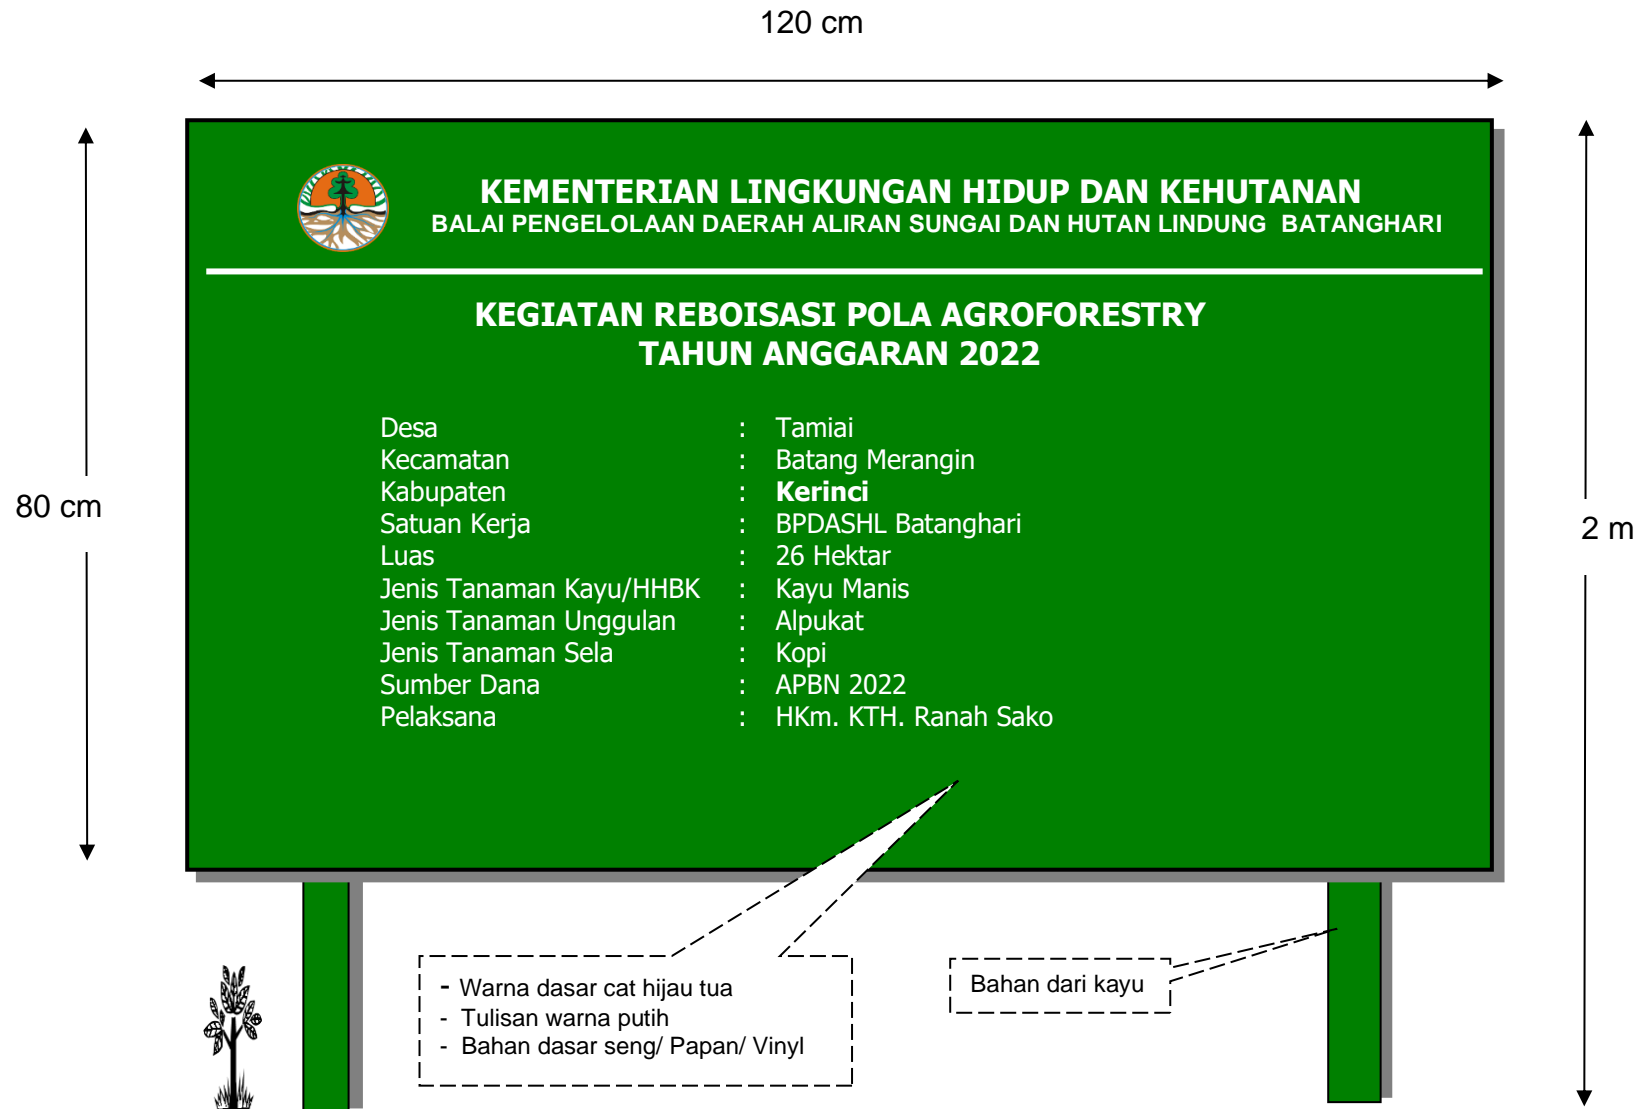 120 cm
KEMENTERIAN LINGKUNGAN HIDUP DAN KEHUTANAN
BALAI PENGELOLAAN DAERAH ALIRAN SUNGAI DAN HUTAN LINDUNG BATANGHARI
KEGIATAN REBOISASI POLA AGROFORESTRY
TAHUN ANGGARAN 2022
Desa : Tamiai
Kecamatan : Batang Merangin
Kabupaten : Kerinci
Satuan Kerja : BPDASHL Batanghari
Luas : 26 Hektar
Jenis Tanaman Kayu/HHBK : Kayu Manis
Jenis Tanaman Unggulan : Alpukat
Jenis Tanaman Sela : Kopi
Sumber Dana : APBN 2022
Pelaksana : HKm. KTH. Ranah Sako
80 cm
2 m
- Warna dasar cat hijau tua
- Tulisan warna putih
- Bahan dasar seng/ Papan/ Vinyl
Bahan dari kayu